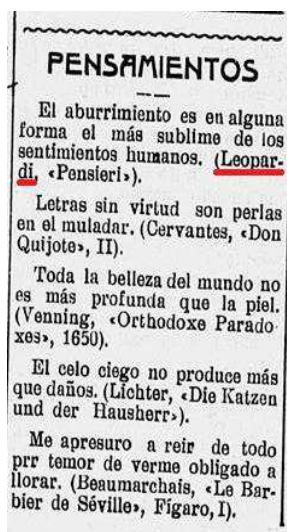 PENSAMIENTOS
El aburrimiento es en alguna
forma el más sublime de los
sentimientos humanos. (Leopar-
di, «Pensieri»).
Letras sin virtud son perlas
en el muladar. (Cervantes, «Don
Quijote», II).
Toda la belleza del mundo no
es más profunda que la piel.
(Venning, «Orthodoxe Parado
xes», 1650).
El celo ciego no produce más
que daños. (Lichter, «Die Katzen
und der Hausherr»).
Me apresuro a reir de todo
prr temor de verme obligado a
llorar. (Beaumarchais, «Le Bar-
bier de Séville», Fígaro, I).